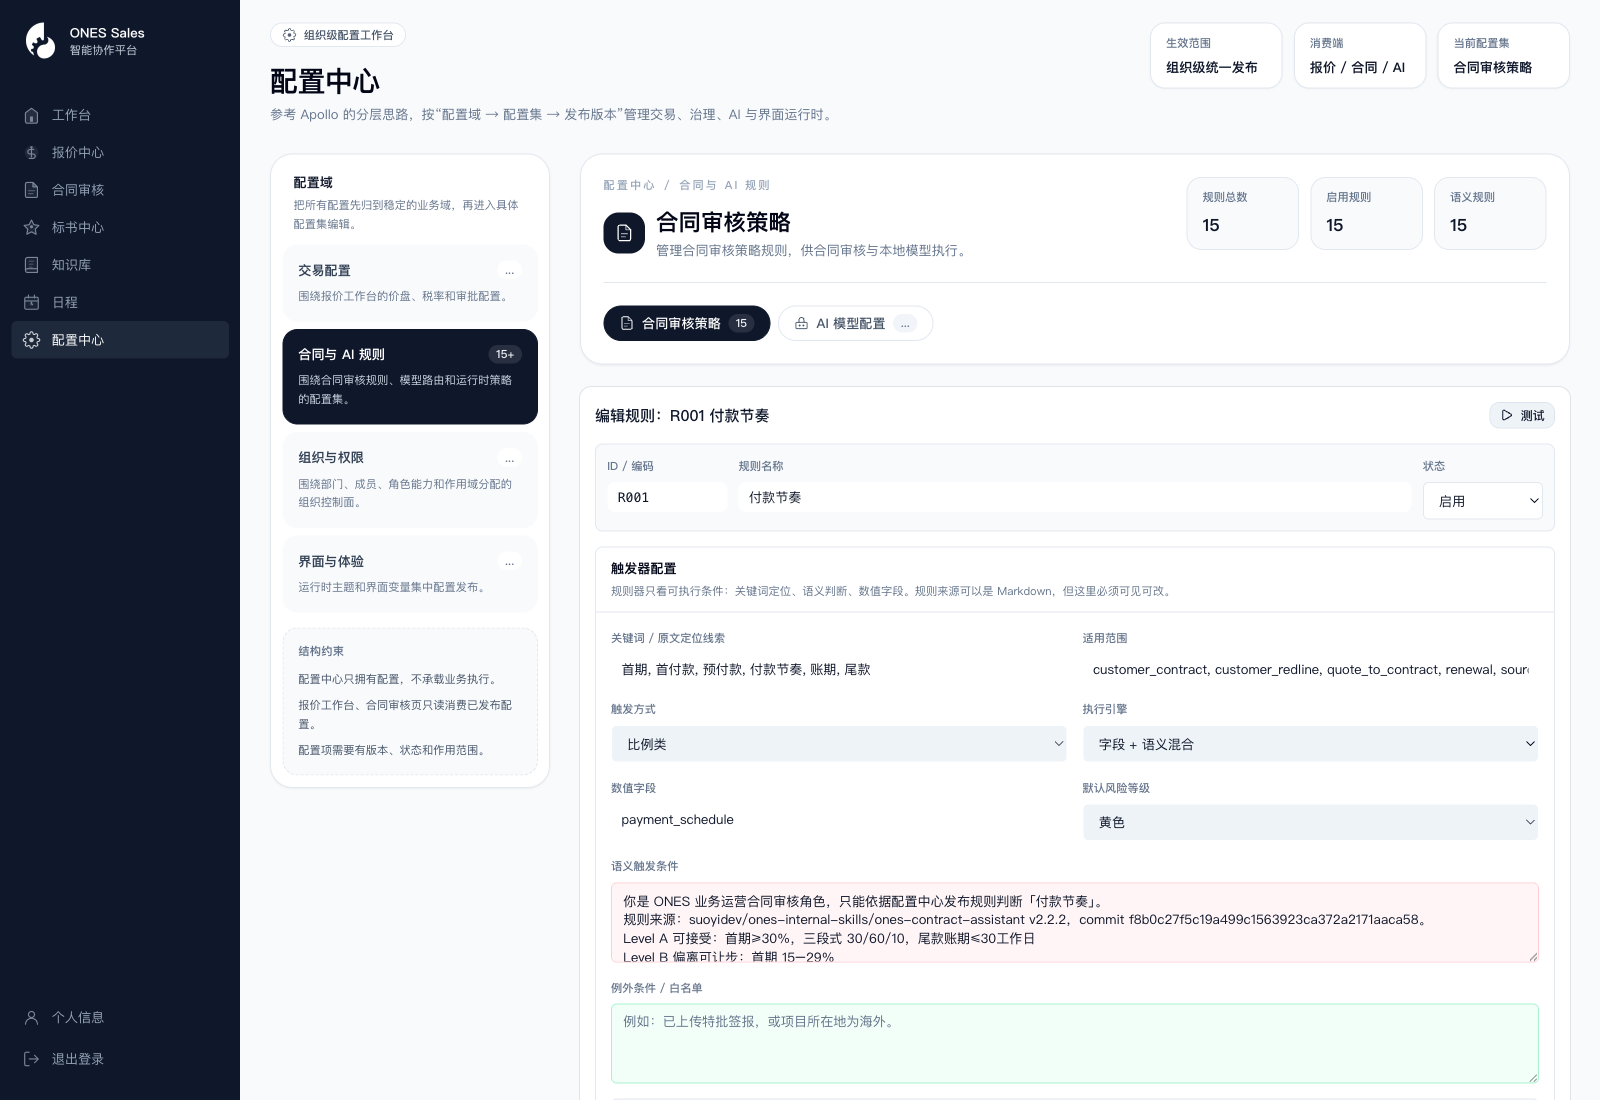 ONES Sales
智能协作平台
工作台
报价中心
合同审核
标书中心
知识库
日程
配置中心
个人信息
退出登录
组织级配置工作台
配置中心
参考 Apollo 的分层思路，按“配置域 → 配置集 → 发布版本”管理交易、治理、AI 与界面运行时。
生效范围
组织级统一发布
消费端
报价 / 合同 / AI
当前配置集
合同审核策略
配置域
把所有配置先归到稳定的业务域，再进入具体
配置集编辑。
交易配置
...
围绕报价工作台的价盘、税率和审批配置。
合同与 AI 规则
15+
围绕合同审核规则、模型路由和运行时策略
的配置集。
组织与权限
...
围绕部门、成员、角色能力和作用域分配的
组织控制面。
界面与体验
...
运行时主题和界面变量集中配置发布。
结构约束
配置中心只拥有配置，不承载业务执行。
报价工作台、合同审核页只读消费已发布配
置。
配置项需要有版本、状态和作用范围。
配置中心 / 合同与 AI 规则
合同审核策略
管理合同审核策略规则，供合同审核与本地模型执行。
规则总数
15
启用规则
15
语义规则
15
合同审核策略 15
AI 模型配置 ...
编辑规则：R001 付款节奏
测试
ID / 编码
R001
规则名称
付款节奏
状态
启用
触发器配置
规则器只看可执行条件：关键词定位、语义判断、数值字段。规则来源可以是 Markdown，但这里必须可见可改。
关键词 / 原文定位线索
首期, 首付款, 预付款, 付款节奏, 账期, 尾款
适用范围
customer_contract, customer_redline, quote_to_contract, renewal, sour
触发方式
比例类
执行引擎
字段 + 语义混合
数值字段
payment_schedule
默认风险等级
黄色
语义触发条件
你是 ONES 业务运营合同审核角色，只能依据配置中心发布规则判断「付款节奏」。
规则来源：suoyidev/ones-internal-skills/ones-contract-assistant v2.2.2，commit f8b0c27f5c19a499c1563923ca372a2171aaca58。
Level A 可接受：首期≥30%，三段式 30/60/10，尾款账期≤30工作日
Level B 偏离可让步：首期 15—29%
例外条件 / 白名单
例如：已上传特批签报，或项目所在地为海外。